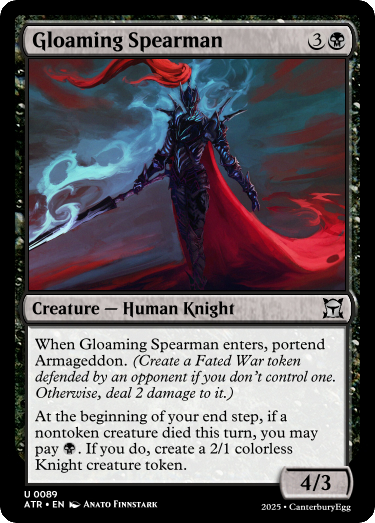 Gloaming Spearman 3
Creature — Human Knight
When Gloaming Spearman enters, portend
Armageddon. (Create a Fated War token
defended by an opponent if you don't control one.
Otherwise, deal 2 damage to it.)
At the beginning of your end step, if a
nontoken creature died this turn, you may
pay . If you do, create a 2/1 colorless
Knight creature token.
4/3
U 0089
ATR • EN Anato Finnstark
2025 • CanterburyEgg